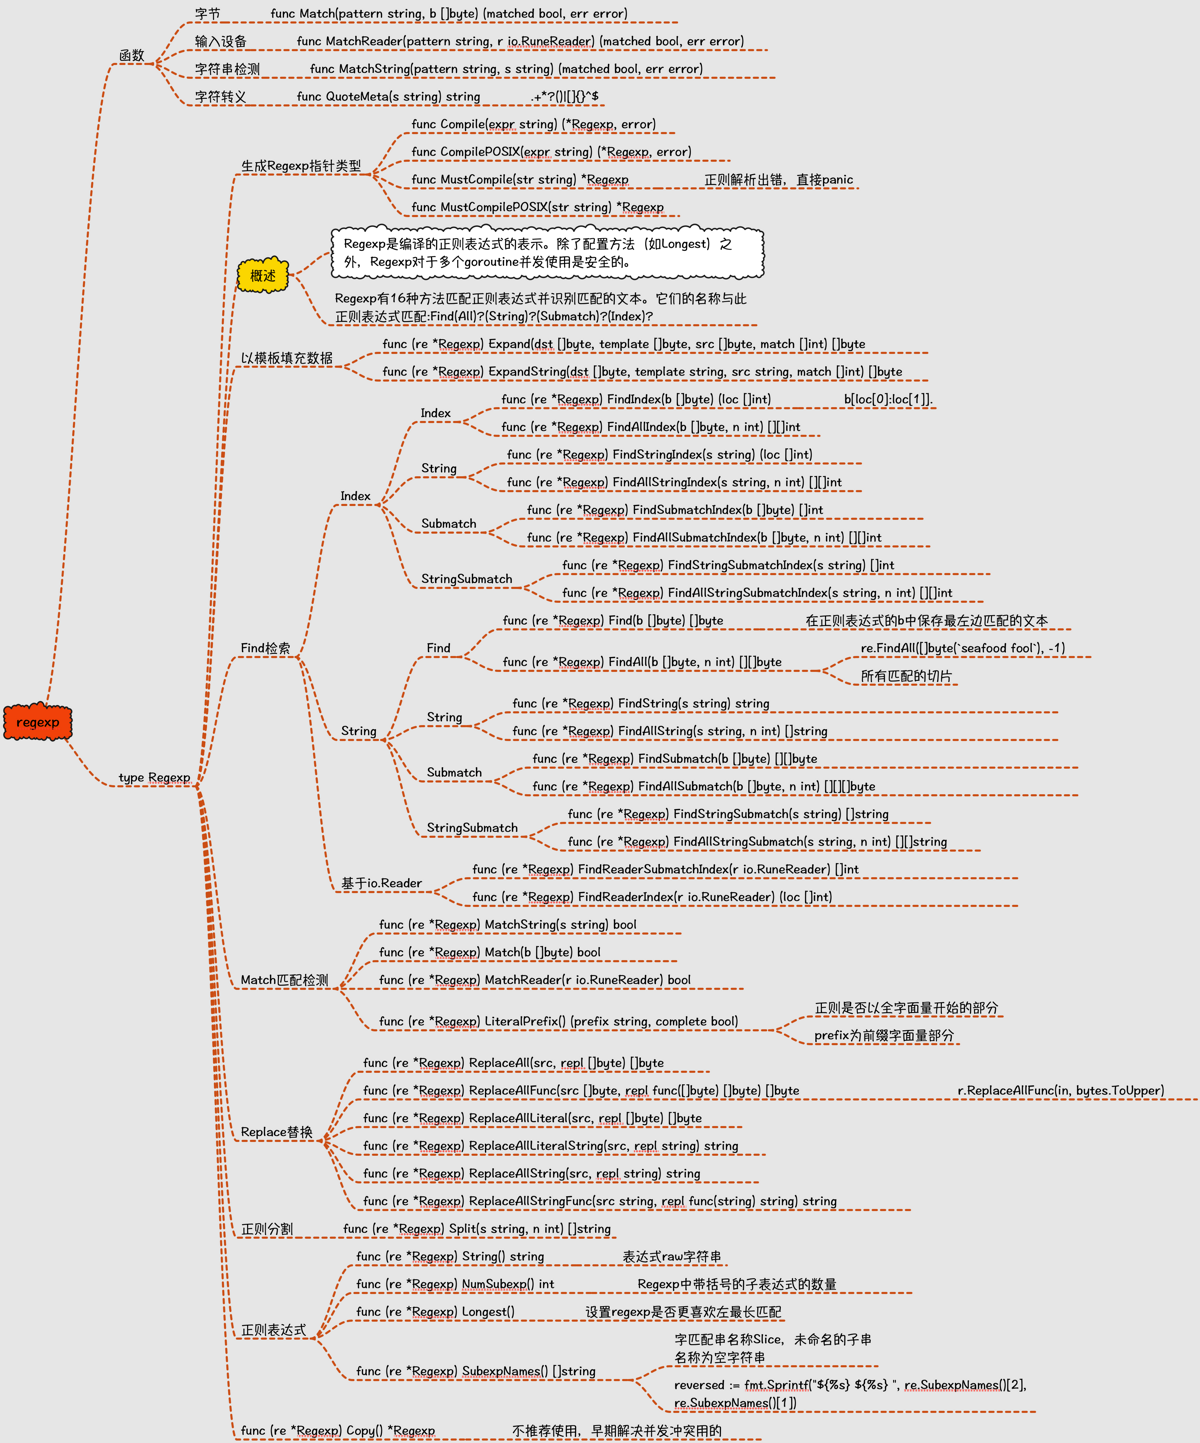 字节 func Match(pattern string, b []byte) (matched bool, err error)
输入设备 func MatchReader(pattern string, r io.RuneReader) (matched bool, err error)
函数
字符串检测 func MatchString(pattern string, s string) (matched bool, err error)
字符转义 func QuoteMeta(s string) string .+*?()|[]{}^$
func Compile(expr string) (*Regexp, error)
func CompilePOSIX(expr string) (*Regexp, error)
生成Regexp指针类型
func MustCompile(str string) *Regexp 正则解析出错，直接panic
func MustCompilePOSIX(str string) *Regexp
Regexp是编译的正则表达式的表示。除了配置方法（如Longest）之
外，Regexp对于多个goroutine并发使用是安全的。
概述
Regexp有16种方法匹配正则表达式并识别匹配的文本。它们的名称与此
正则表达式匹配:Find(All)?(String)?(Submatch)?(Index)?
func (re *Regexp) Expand(dst []byte, template []byte, src []byte, match []int) []byte
以模板填充数据
func (re *Regexp) ExpandString(dst []byte, template string, src string, match []int) []byte
func (re *Regexp) FindIndex(b []byte) (loc []int) b[loc[0]:loc[1]].
Index
func (re *Regexp) FindAllIndex(b []byte, n int) [][]int
func (re *Regexp) FindStringIndex(s string) (loc []int)
String
func (re *Regexp) FindAllStringIndex(s string, n int) [][]int
Index
func (re *Regexp) FindSubmatchIndex(b []byte) []int
Submatch
func (re *Regexp) FindAllSubmatchIndex(b []byte, n int) [][]int
func (re *Regexp) FindStringSubmatchIndex(s string) []int
StringSubmatch
func (re *Regexp) FindAllStringSubmatchIndex(s string, n int) [][]int
func (re *Regexp) Find(b []byte) []byte 在正则表达式的b中保存最左边匹配的文本
Find检索
Find
re.FindAll([]byte(`seafood fool`), -1)
func (re *Regexp) FindAll(b []byte, n int) [][]byte
所有匹配的切片
func (re *Regexp) FindString(s string) string
String
regexp
String
func (re *Regexp) FindAllString(s string, n int) []string
func (re *Regexp) FindSubmatch(b []byte) [][]byte
Submatch
type Regexp
func (re *Regexp) FindAllSubmatch(b []byte, n int) [][][]byte
func (re *Regexp) FindStringSubmatch(s string) []string
StringSubmatch
func (re *Regexp) FindAllStringSubmatch(s string, n int) [][]string
func (re *Regexp) FindReaderSubmatchIndex(r io.RuneReader) []int
基于io.Reader
func (re *Regexp) FindReaderIndex(r io.RuneReader) (loc []int)
func (re *Regexp) MatchString(s string) bool
func (re *Regexp) Match(b []byte) bool
Match匹配检测
func (re *Regexp) MatchReader(r io.RuneReader) bool
正则是否以全字面量开始的部分
func (re *Regexp) LiteralPrefix() (prefix string, complete bool)
prefix为前缀字面量部分
func (re *Regexp) ReplaceAll(src, repl []byte) []byte
func (re *Regexp) ReplaceAllFunc(src []byte, repl func([]byte) []byte) []byte r.ReplaceAllFunc(in, bytes.ToUpper)
func (re *Regexp) ReplaceAllLiteral(src, repl []byte) []byte
Replace替换
func (re *Regexp) ReplaceAllLiteralString(src, repl string) string
func (re *Regexp) ReplaceAllString(src, repl string) string
func (re *Regexp) ReplaceAllStringFunc(src string, repl func(string) string) string
正则分割 func (re *Regexp) Split(s string, n int) []string
func (re *Regexp) String() string 表达式raw字符串
func (re *Regexp) NumSubexp() int Regexp中带括号的子表达式的数量
func (re *Regexp) Longest() 设置regexp是否更喜欢左最长匹配
正则表达式
字匹配串名称Slice，未命名的子串
名称为空字符串
func (re *Regexp) SubexpNames() []string
reversed := fmt.Sprintf("${%s} ${%s} ", re.SubexpNames()[2],
re.SubexpNames()[1])
func (re *Regexp) Copy() *Regexp 不推荐使用，早期解决并发冲突用的